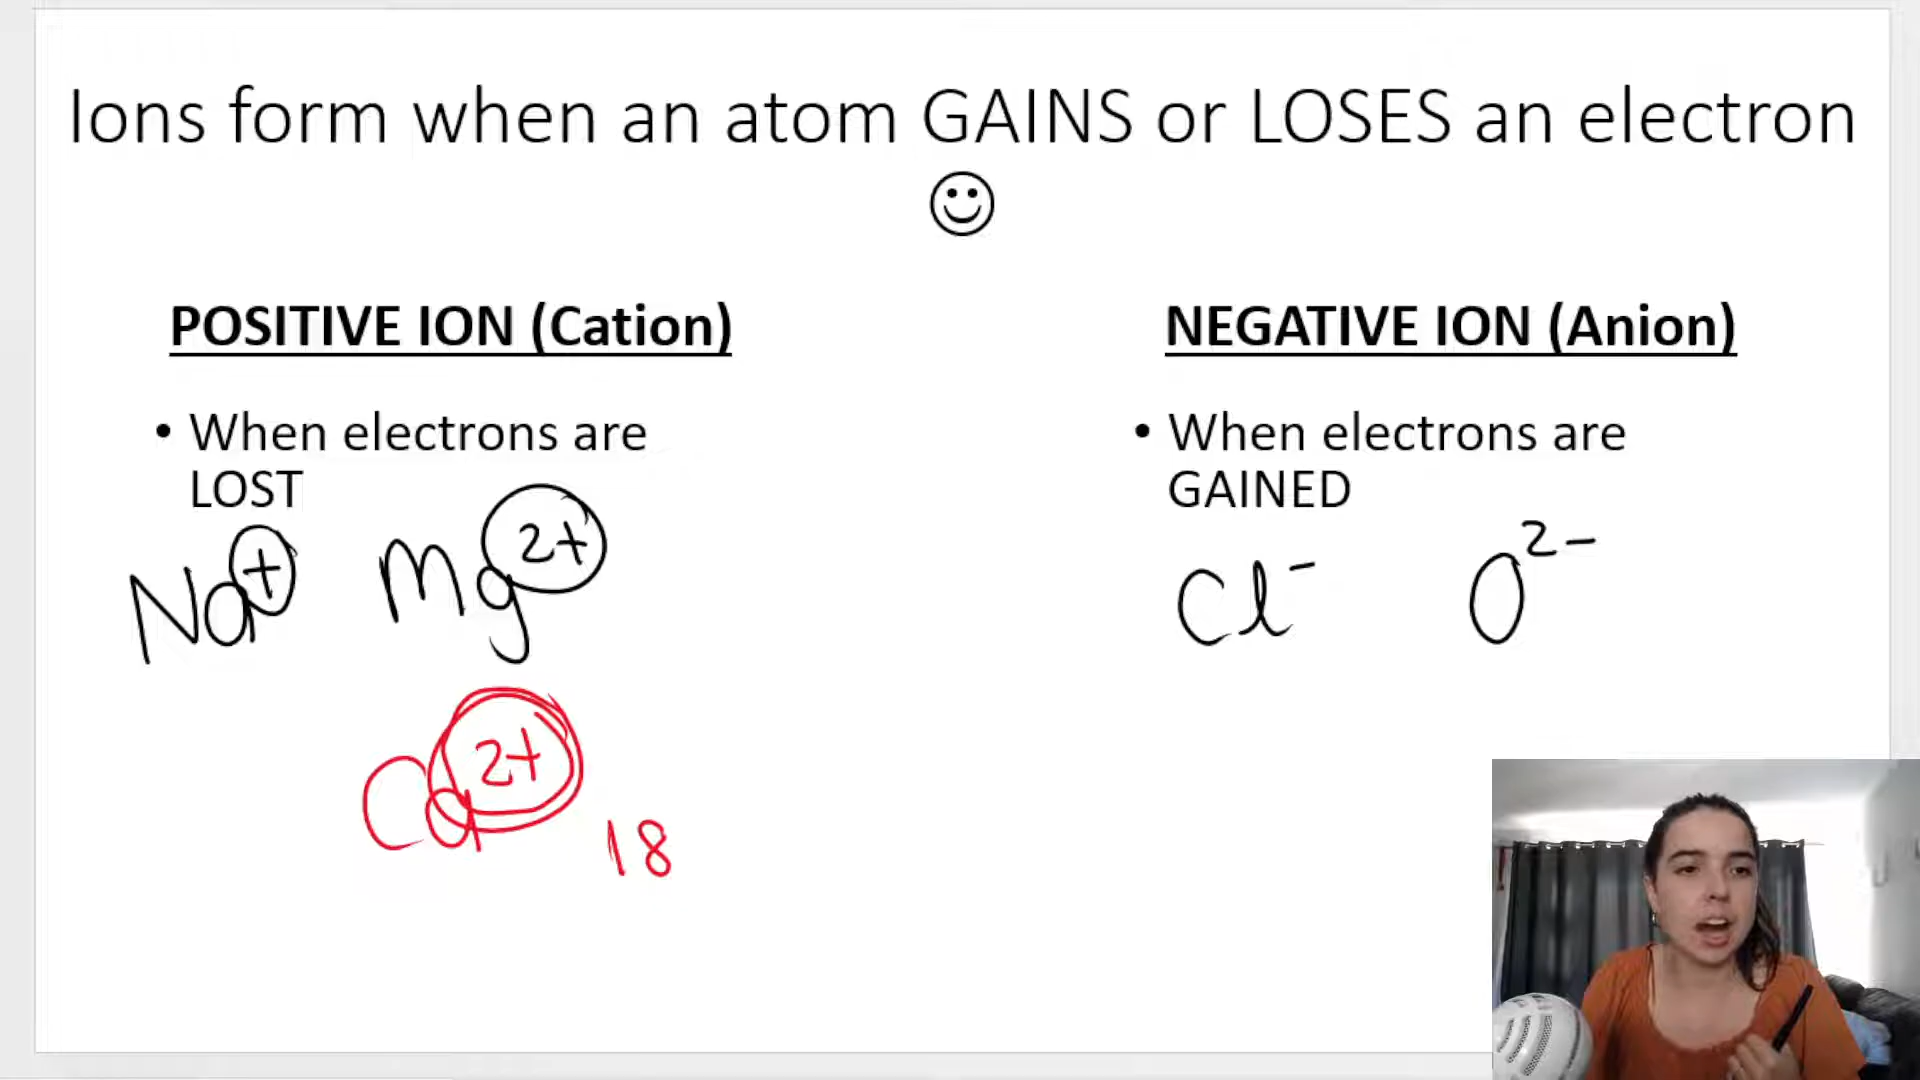 Ions form when an atom GAINS or LOSES an electron
☺
POSITIVE ION (Cation)
• When electrons are
LOST
Na⁺ Mg²⁺
Ca²⁺
18
NEGATIVE ION (Anion)
• When electrons are
GAINED
Cl⁻ O²⁻